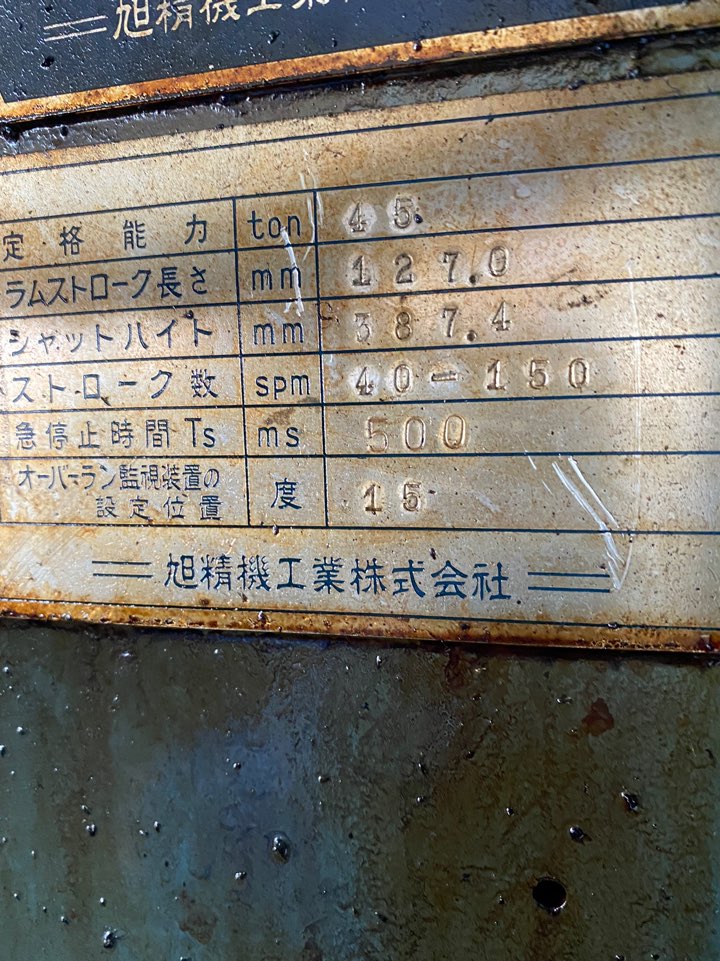 旭精機工業
定格能力 ton 45
ラムストローク長さ mm 127.0
シャットハイト mm 387.4
ストローク数 spm 40-150
急停止時間Ts ms 500
オーバーラン監視装置の
設定位置 度 15
旭精機工業株式会社